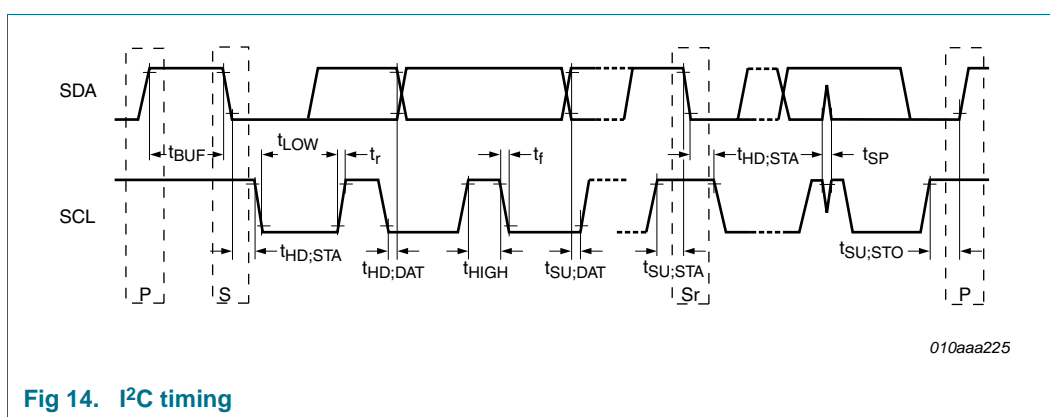 SDA
tBUF
tLOW
tr
tf
tHD;STA
tSP
SCL
tHD;STA
tHD;DAT
tHIGH
tSU;DAT
tSU;STA
tSU;STO
P
S
Sr
P
010aaa225
Fig 14. I²C timing